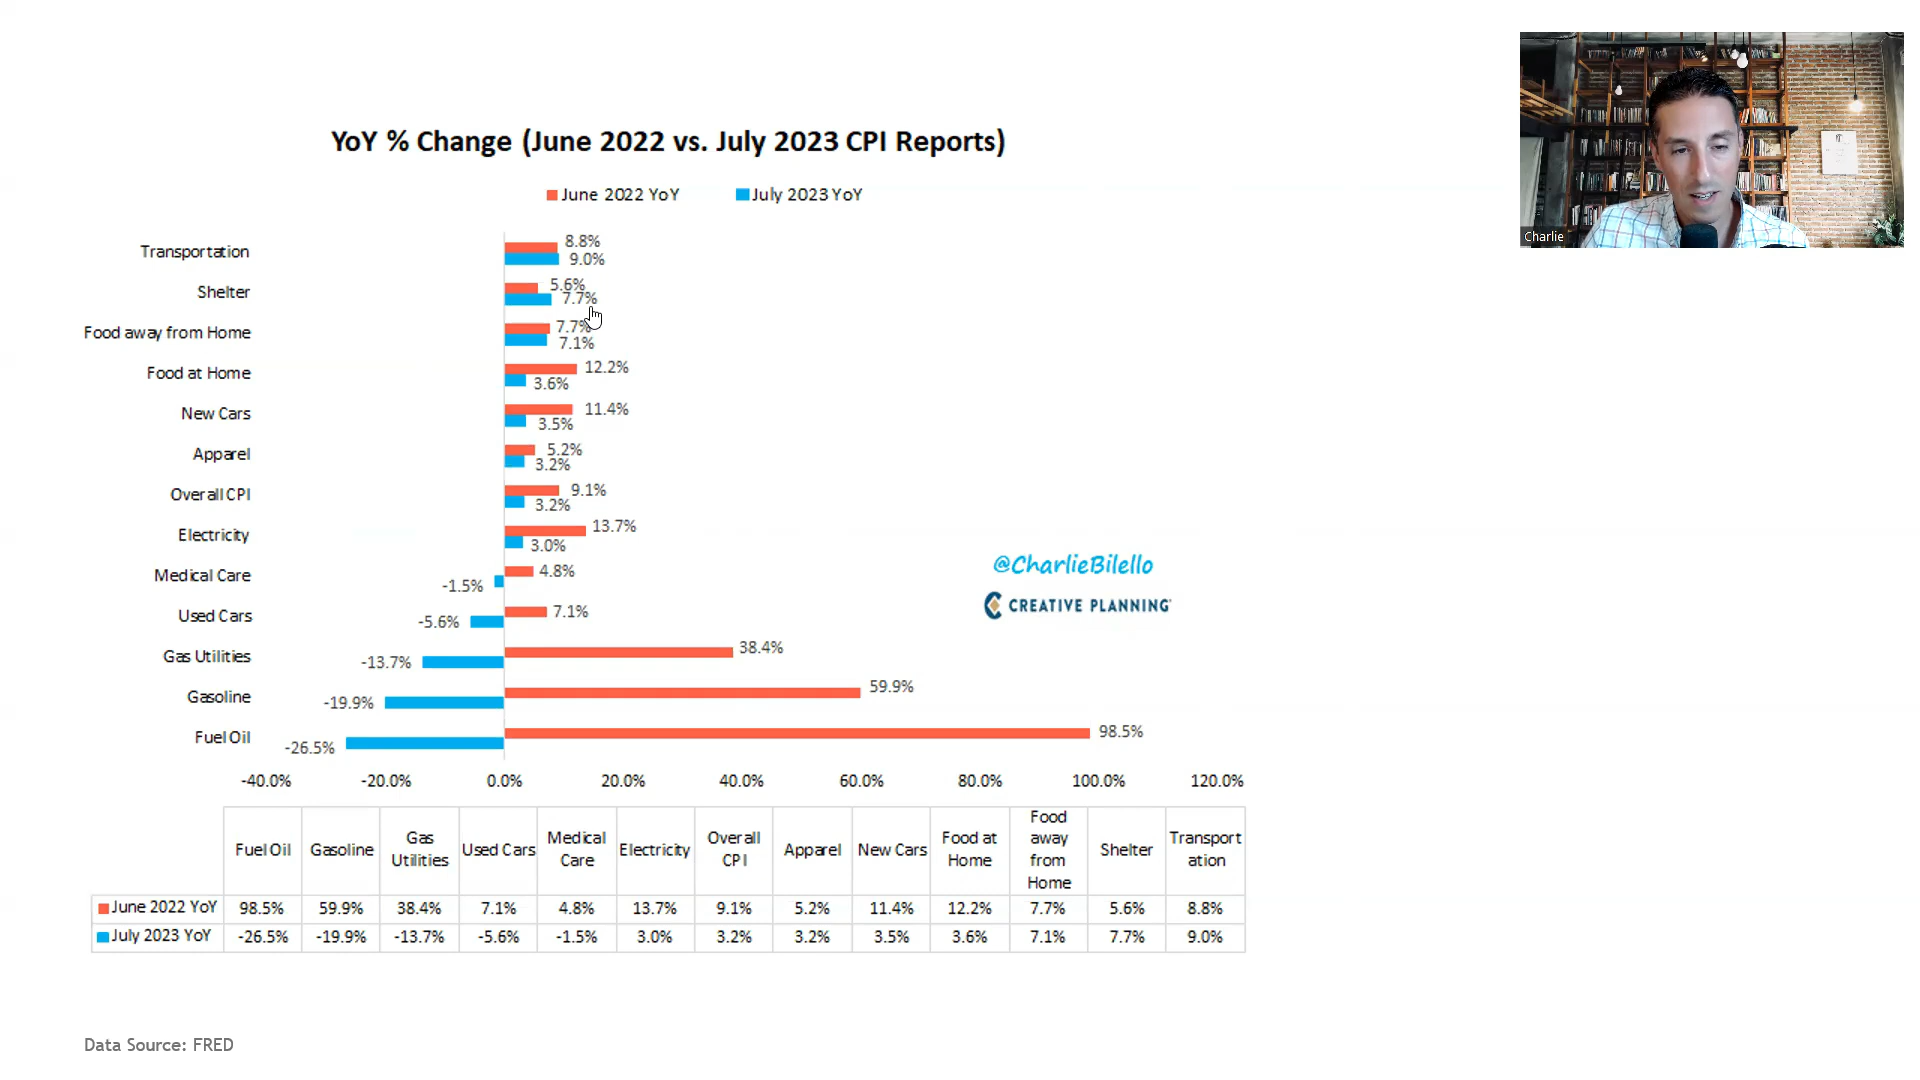 YoY % Change (June 2022 vs. July 2023 CPI Reports)
June 2022 YoY July 2023 YoY
Charlie
Transportation 8.8% 9.0%
Shelter 5.6% 7.7%
Food away from Home 7.7% 7.1%
Food at Home 12.2% 3.6%
New Cars 11.4% 3.5%
Apparel 5.2% 3.2%
Overall CPI 9.1% 3.2%
Electricity 13.7% 3.0%
Medical Care -1.5% 4.8%
Used Cars -5.6% 7.1%
Gas Utilities -13.7% 38.4%
Gasoline -19.9% 59.9%
Fuel Oil -26.5% 98.5%
@CharlieBilello
CREATIVE PLANNING
-40.0% -20.0% 0.0% 20.0% 40.0% 60.0% 80.0% 100.0% 120.0%
Fuel Oil Gasoline Gas Utilities Used Cars Medical Care Electricity Overall CPI Apparel New Cars Food at Home Food away from Home Shelter Transportation
June 2022 YoY 98.5% 59.9% 38.4% 7.1% 4.8% 13.7% 9.1% 5.2% 11.4% 12.2% 7.7% 5.6% 8.8%
July 2023 YoY -26.5% -19.9% -13.7% -5.6% -1.5% 3.0% 3.2% 3.2% 3.5% 3.6% 7.1% 7.7% 9.0%
Data Source: FRED